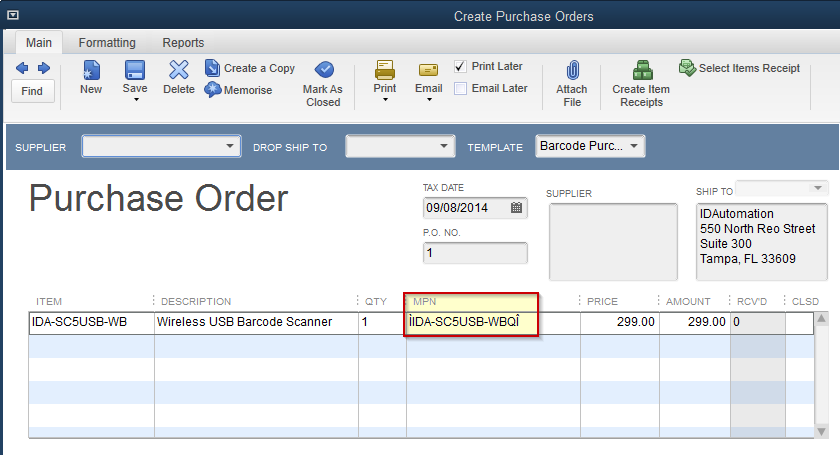 Create Purchase Orders
Main Formatting Reports
Find
New
Save
Delete
Create a Copy
Memorise
Mark As
Closed
Print
Email
Print Later
Email Later
Attach
File
Create Item
Receipts
Select Items Receipt
SUPPLIER DROP SHIP TO TEMPLATE Barcode Purc...
Purchase Order
TAX DATE
09/08/2014
P.O. NO.
1
SUPPLIER
SHIP TO
IDAutomation
550 North Reo Street
Suite 300
Tampa, FL 33609
ITEM DESCRIPTION QTY MPN PRICE AMOUNT RCV'D CLSD
IDA-SC5USB-WB Wireless USB Barcode Scanner 1 ÌIDA-SC5USB-WBQÎ 299.00 299.00 0